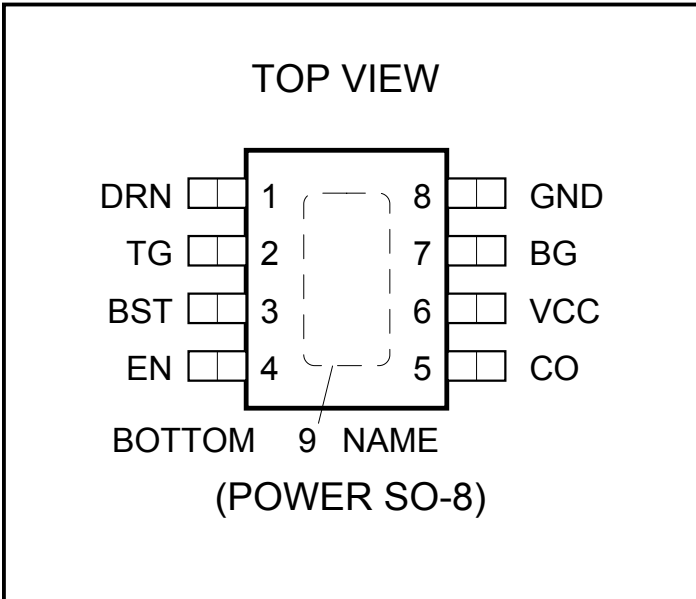 TOP VIEW
DRN 1 8 GND
TG 2 7 BG
BST 3 6 VCC
EN 4 5 CO
BOTTOM 9 NAME
(POWER SO-8)